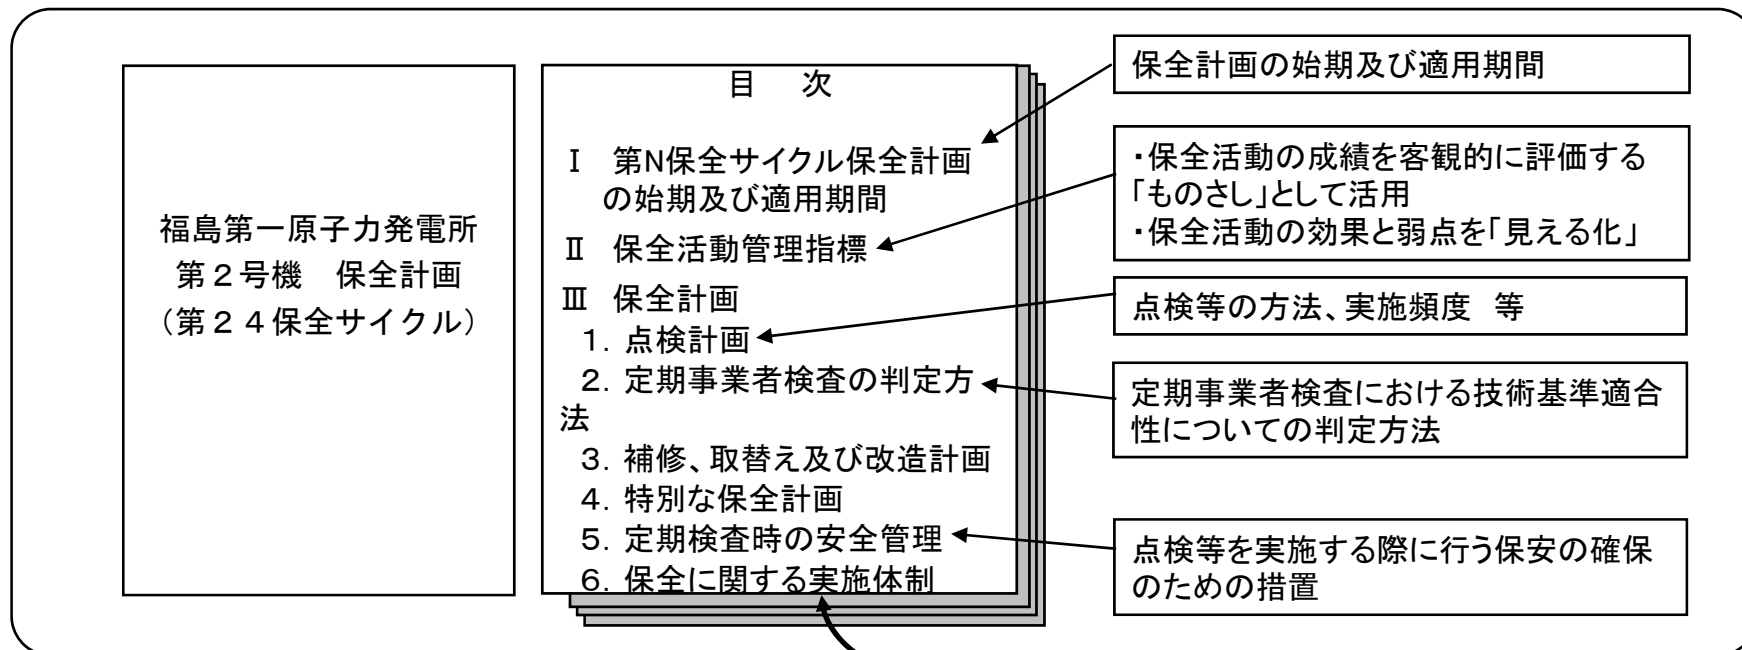 福島第一原子力発電所
第２号機　保全計画
（第２４保全サイクル）
目　次
Ⅰ　第N保全サイクル保全計画
の始期及び適用期間
Ⅱ　保全活動管理指標
Ⅲ　保全計画
１．点検計画
２．定期事業者検査の判定方
法
３．補修、取替え及び改造計画
４．特別な保全計画
５．定期検査時の安全管理
６．保全に関する実施体制
保全計画の始期及び適用期間
・保全活動の成績を客観的に評価する
「ものさし」として活用
・保全活動の効果と弱点を「見える化」
点検等の方法、実施頻度　等
定期事業者検査における技術基準適合
性についての判定方法
点検等を実施する際に行う保安の確保
のための措置